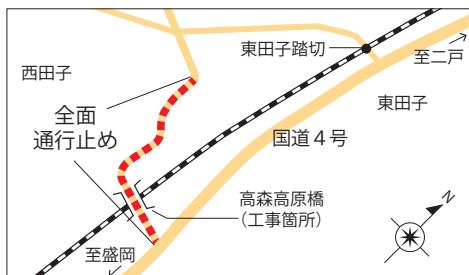 東田子踏切
至二戸
西田子
東田子
全面
通行止め
国道４号
高森高原橋
（工事箇所）
至盛岡
N